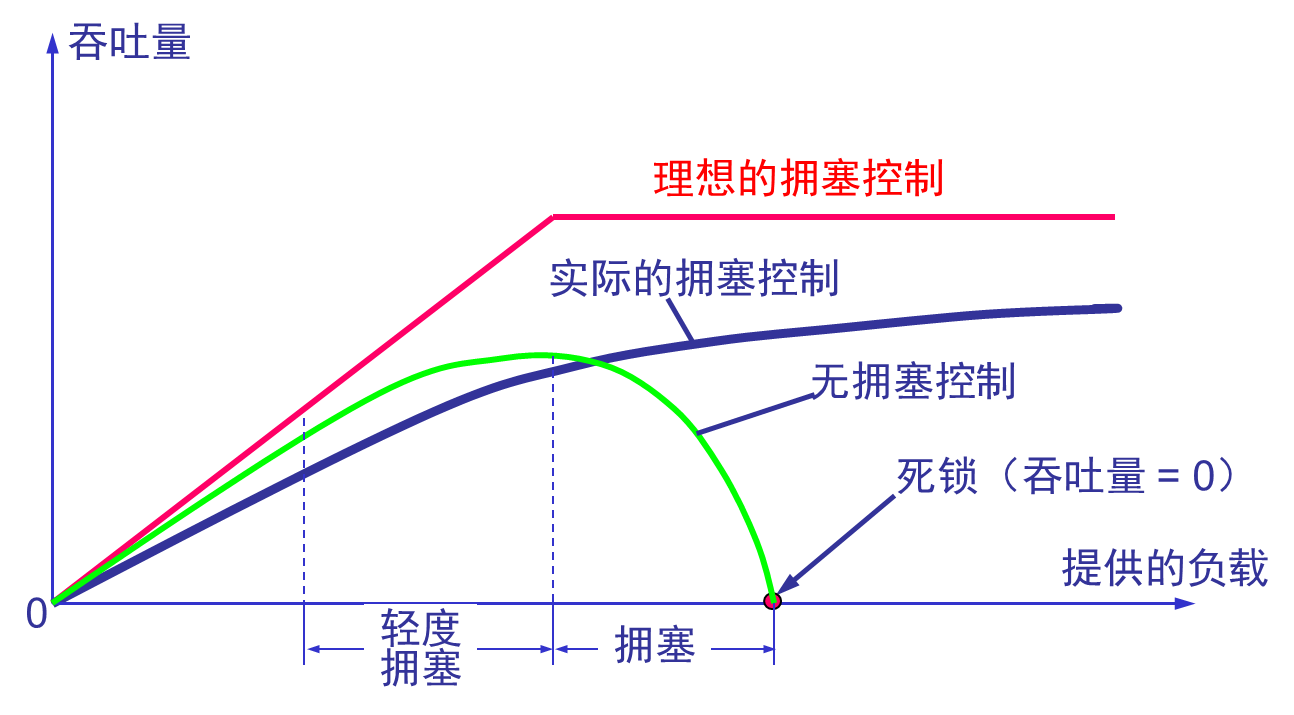 吞吐量
理想的拥塞控制
实际的拥塞控制
无拥塞控制
死锁（吞吐量 = 0）
提供的负载
0
轻度
拥塞
拥塞